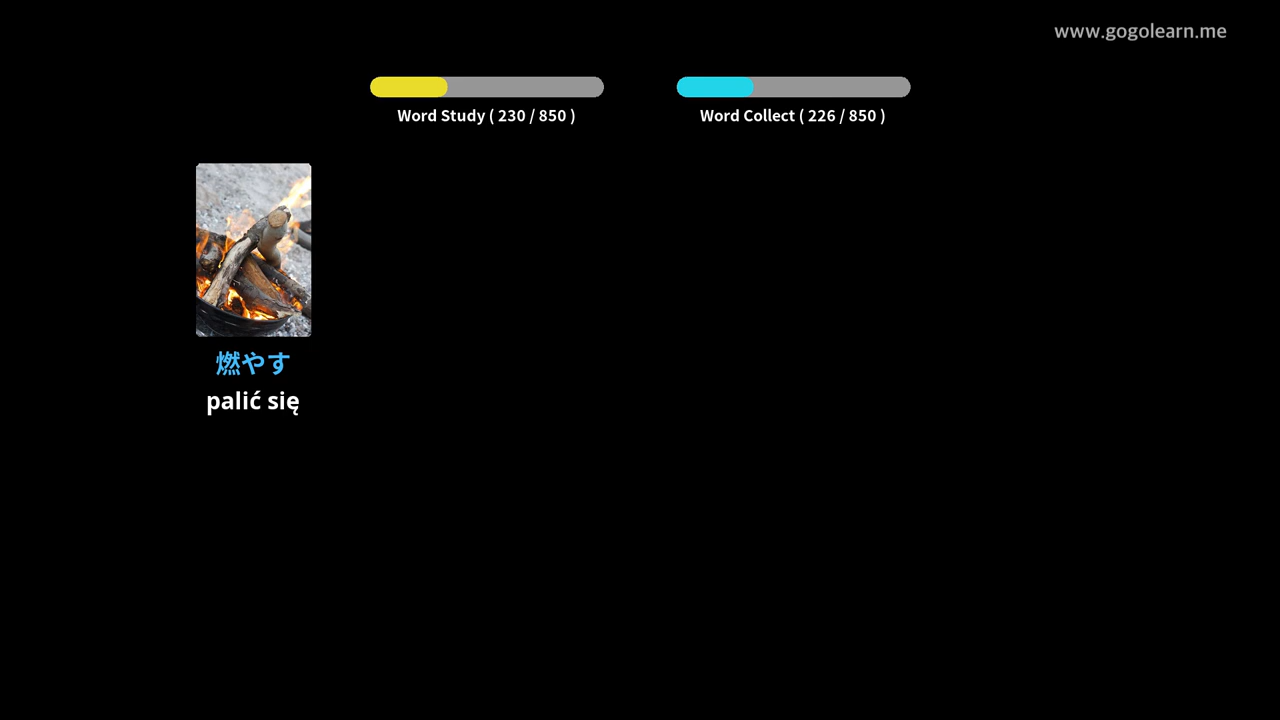 www.gogolearn.me
Word Study ( 230 / 850 )
Word Collect ( 226 / 850 )
燃やす
palić się